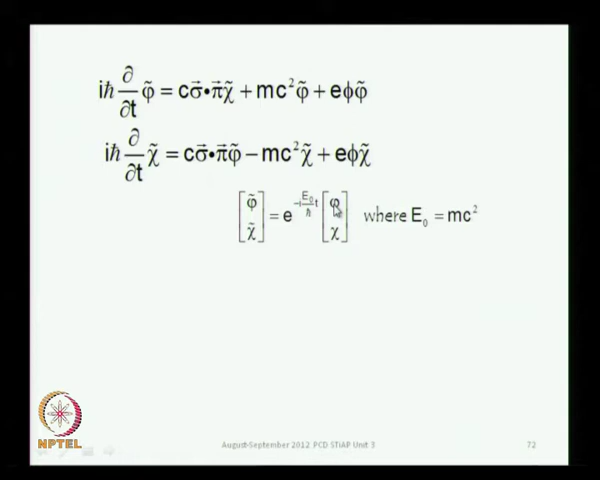 iħ ∂/∂t φ̃ = cσ⃗•π⃗χ̃ + mc²φ̃ + eϕφ̃
iħ ∂/∂t χ̃ = cσ⃗•π⃗φ̃ − mc²χ̃ + eϕχ̃
[φ̃ χ̃] = e^(−i(E₀/ħ)t) [φ χ] where E₀ = mc²
NPTEL
August-September 2012 PCD STiAP Unit 3
72